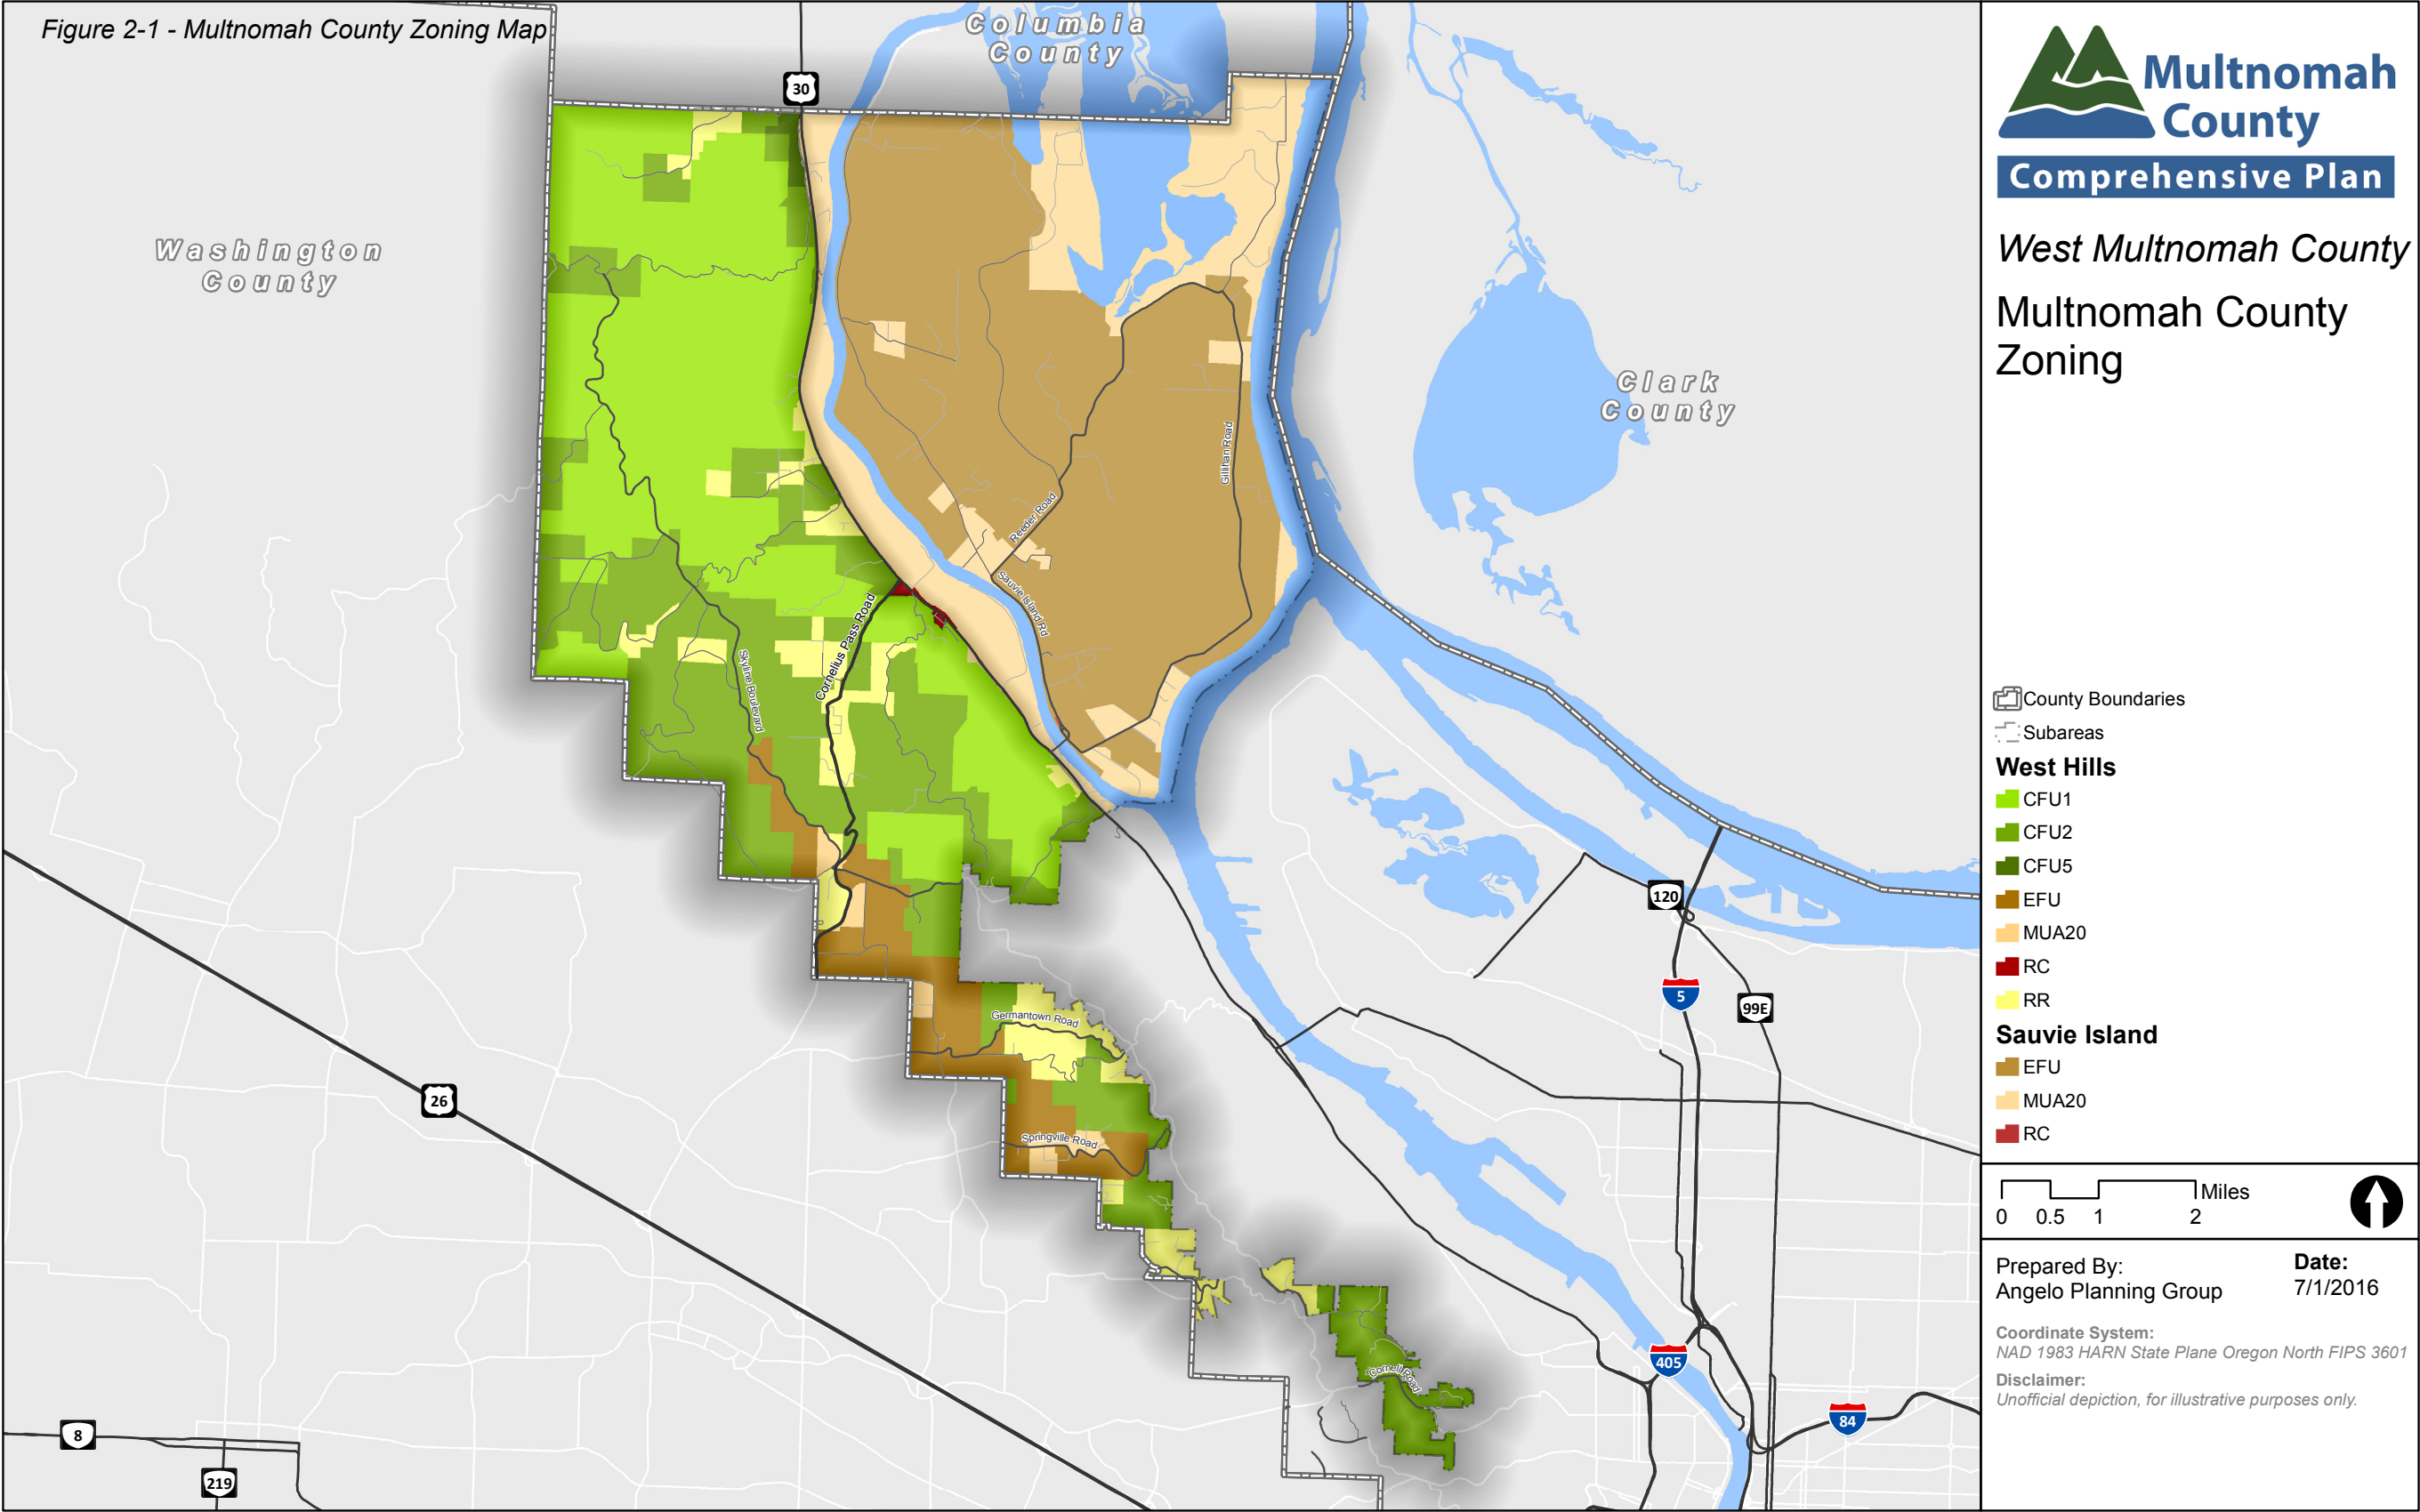 Figure 2-1 - Multnomah County Zoning Map
Columbia
County
30
Washington
County
Clark
County
Gillihan Road
Reeder Road
Sauvie Island Rd
Cornelius Pass Road
Skyline Boulevard
120
5
99E
Germantown Road
26
Springville Road
Cornell Road
405
84
8
219
Multnomah
County
Comprehensive Plan
West Multnomah County
Multnomah County
Zoning
County Boundaries
Subareas
West Hills
CFU1
CFU2
CFU5
EFU
MUA20
RC
RR
Sauvie Island
EFU
MUA20
RC
Miles
0 0.5 1 2
Prepared By:
Angelo Planning Group
Date:
7/1/2016
Coordinate System:
NAD 1983 HARN State Plane Oregon North FIPS 3601
Disclaimer:
Unofficial depiction, for illustrative purposes only.